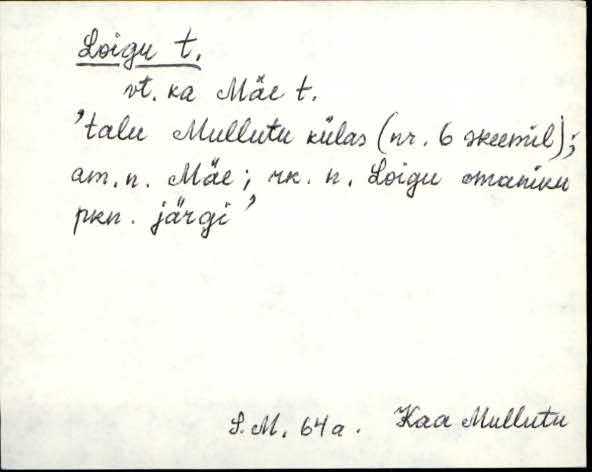 Loigu t.
vt. ka Mäe t.
'talu Mullutu külas (nr. 6 skeemil);
am. n. Mäe; rk. n. Loigu omaniku
pkn. järgi'
S. M. 64a. Kaa Mullutu